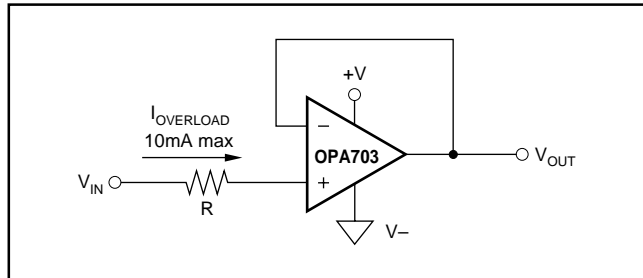 +V
I_OVERLOAD
10mA max
–
OPA703
V_OUT
V_IN
+
R
V–